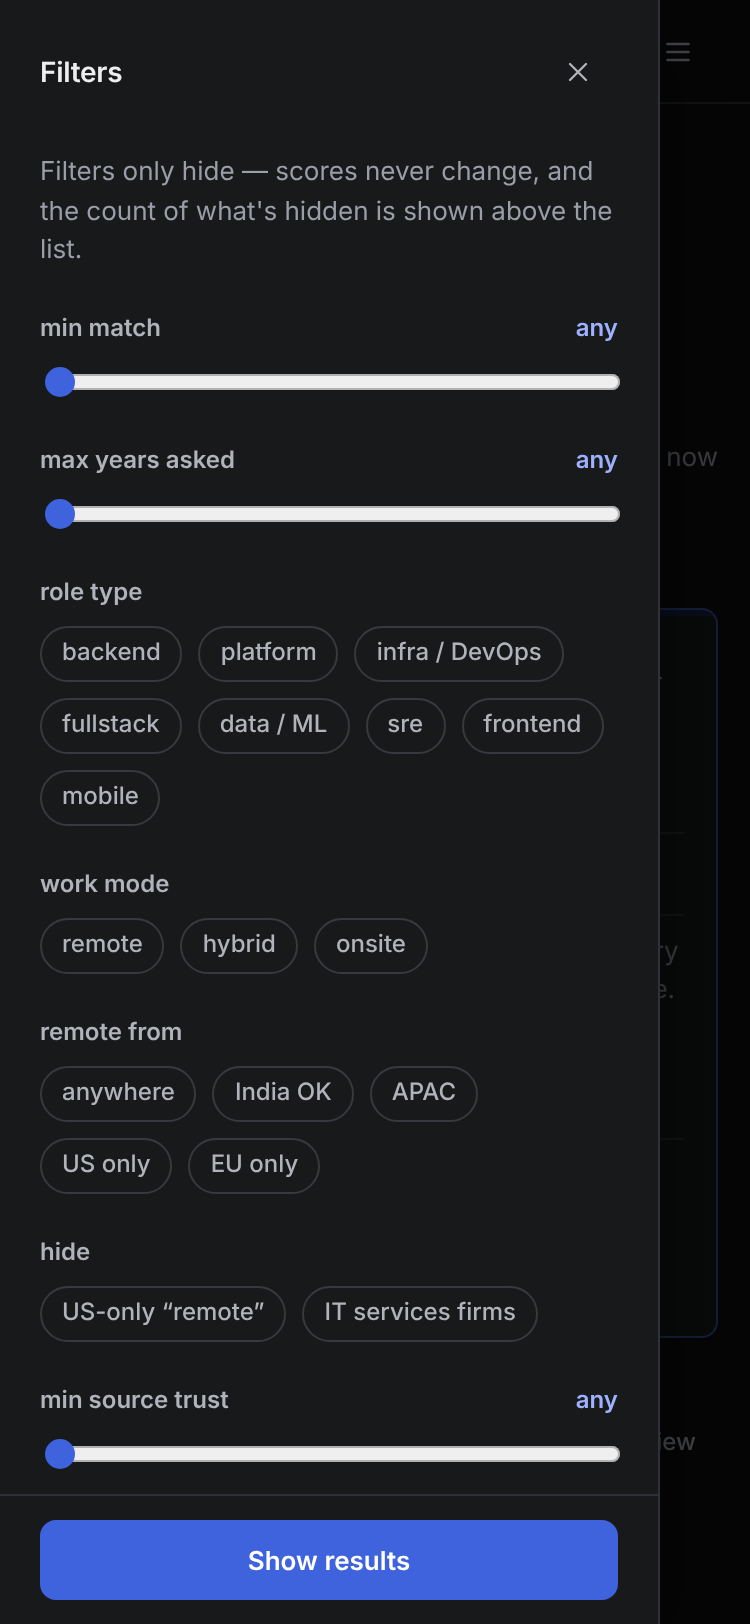 Filters
Filters only hide — scores never change, and
the count of what's hidden is shown above the
list.
min match any
max years asked any
now
role type
backend platform infra / DevOps
fullstack data / ML sre frontend
mobile
work mode
remote hybrid onsite
remote from
anywhere India OK APAC
US only EU only
hide
US-only “remote” IT services firms
min source trust any
Show results